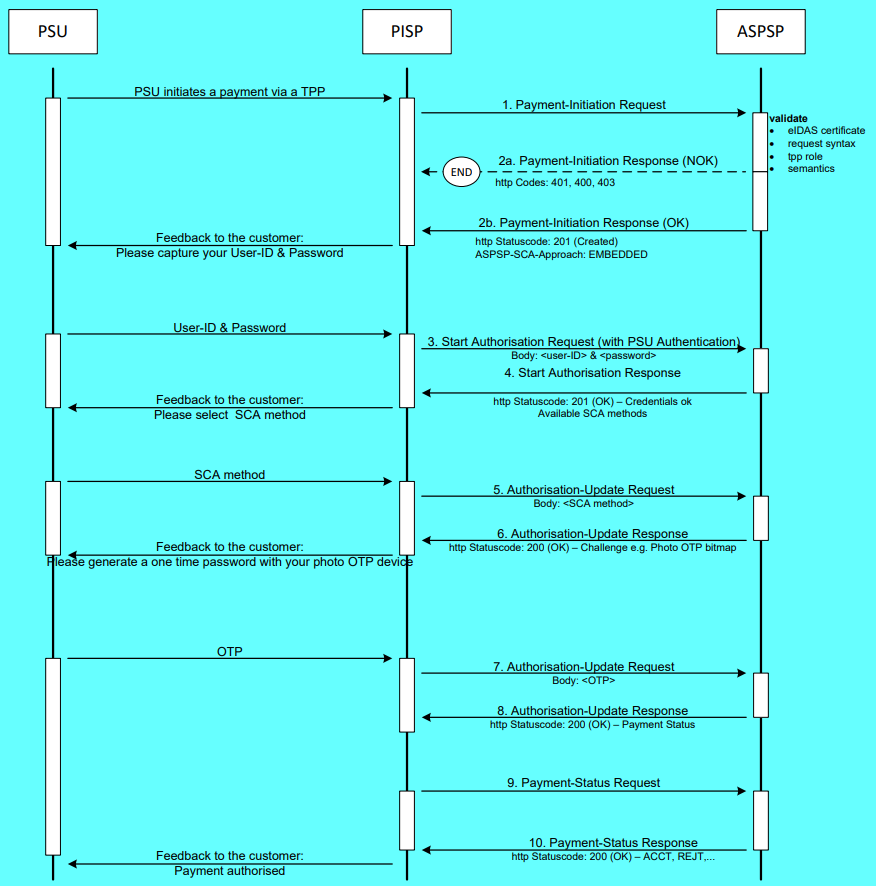 PSU
PISP
ASPSP
PSU initiates a payment via a TPP
1. Payment-Initiation Request
validate
• eIDAS certificate
• request syntax
• tpp role
• semantics
2a. Payment-Initiation Response (NOK)
END
http Codes: 401, 400, 403
2b. Payment-Initiation Response (OK)
http Statuscode: 201 (Created)
ASPSP-SCA-Approach: EMBEDDED
Feedback to the customer:
Please capture your User-ID & Password
User-ID & Password
3. Start Authorisation Request (with PSU Authentication)
Body: <user-ID> & <password>
4. Start Authorisation Response
http Statuscode: 201 (OK) – Credentials ok
Available SCA methods
Feedback to the customer:
Please select  SCA method
SCA method
5. Authorisation-Update Request
Body: <SCA method>
6. Authorisation-Update Response
http Statuscode: 200 (OK) – Challenge e.g. Photo OTP bitmap
Feedback to the customer:
Please generate a one time password with your photo OTP device
OTP
7. Authorisation-Update Request
Body: <OTP>
8. Authorisation-Update Response
http Statuscode: 200 (OK) – Payment Status
9. Payment-Status Request
10. Payment-Status Response
http Statuscode: 200 (OK) – ACCT, REJT,...
Feedback to the customer:
Payment authorised